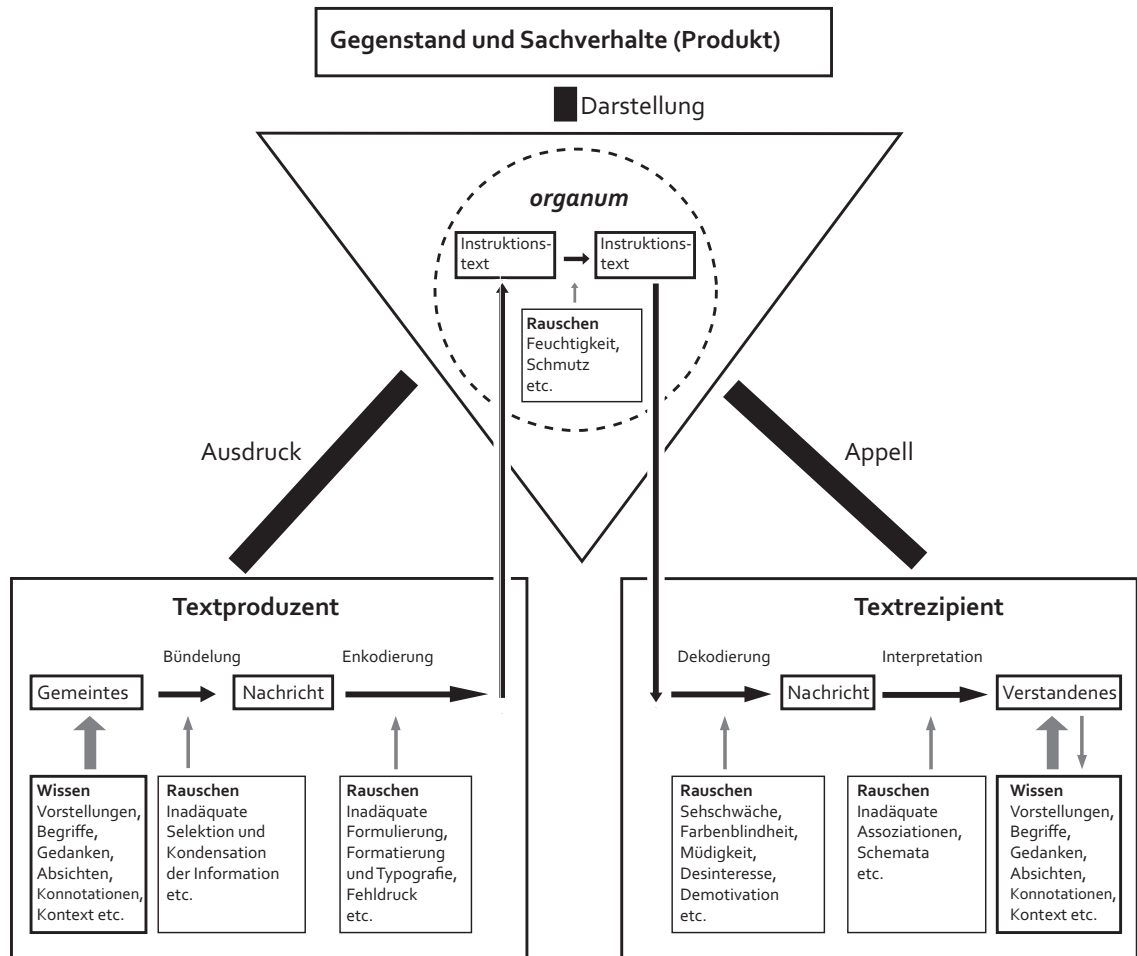 Gegenstand und Sachverhalte (Produkt)
Darstellung
organum
Instruktions-
text
Instruktions-
text
Rauschen
Feuchtigkeit,
Schmutz
etc.
Ausdruck
Appell
Textproduzent
Bündelung
Enkodierung
Gemeintes
Nachricht
Wissen
Vorstellungen,
Begriffe,
Gedanken,
Absichten,
Konnotationen,
Kontext etc.
Rauschen
Inadäquate
Selektion und
Kondensation
der Information
etc.
Rauschen
Inadäquate
Formulierung,
Formatierung
und Typografie,
Fehldruck
etc.
Textrezipient
Dekodierung
Interpretation
Nachricht
Verstandenes
Rauschen
Sehschwäche,
Farbenblindheit,
Müdigkeit,
Desinteresse,
Demotivation
etc.
Rauschen
Inadäquate
Assoziationen,
Schemata
etc.
Wissen
Vorstellungen,
Begriffe,
Gedanken,
Absichten,
Konnotationen,
Kontext etc.